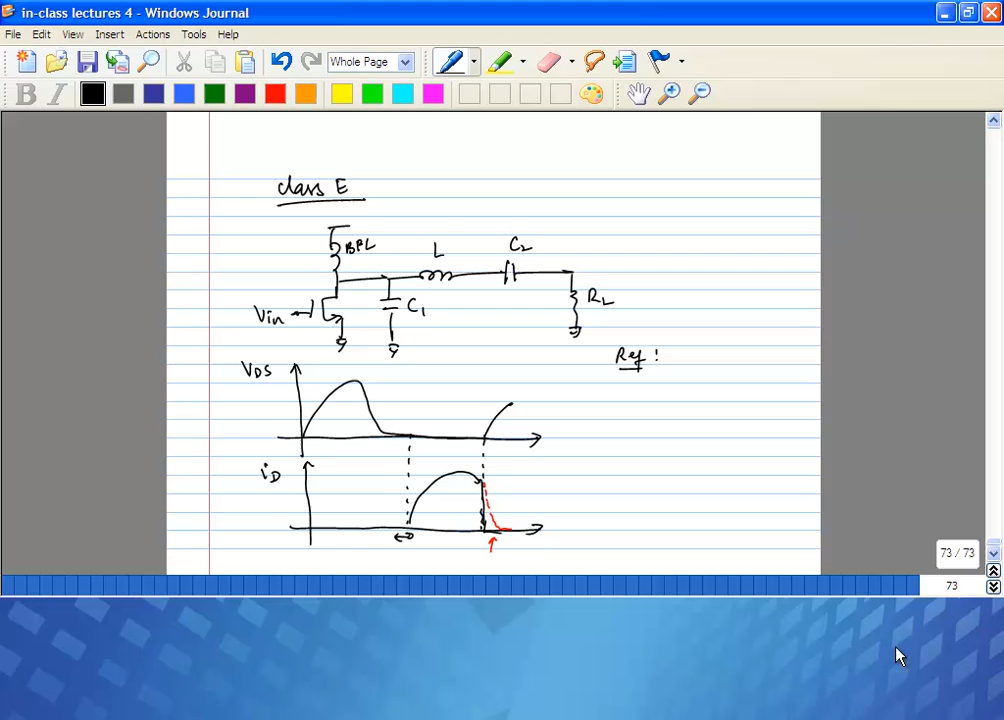 in-class lectures 4 - Windows Journal
File Edit View Insert Actions Tools Help
Whole Page
B I
class E
BFL
L
C2
Vin
C1
RL
Ref :
VDS
iD
73 / 73
73